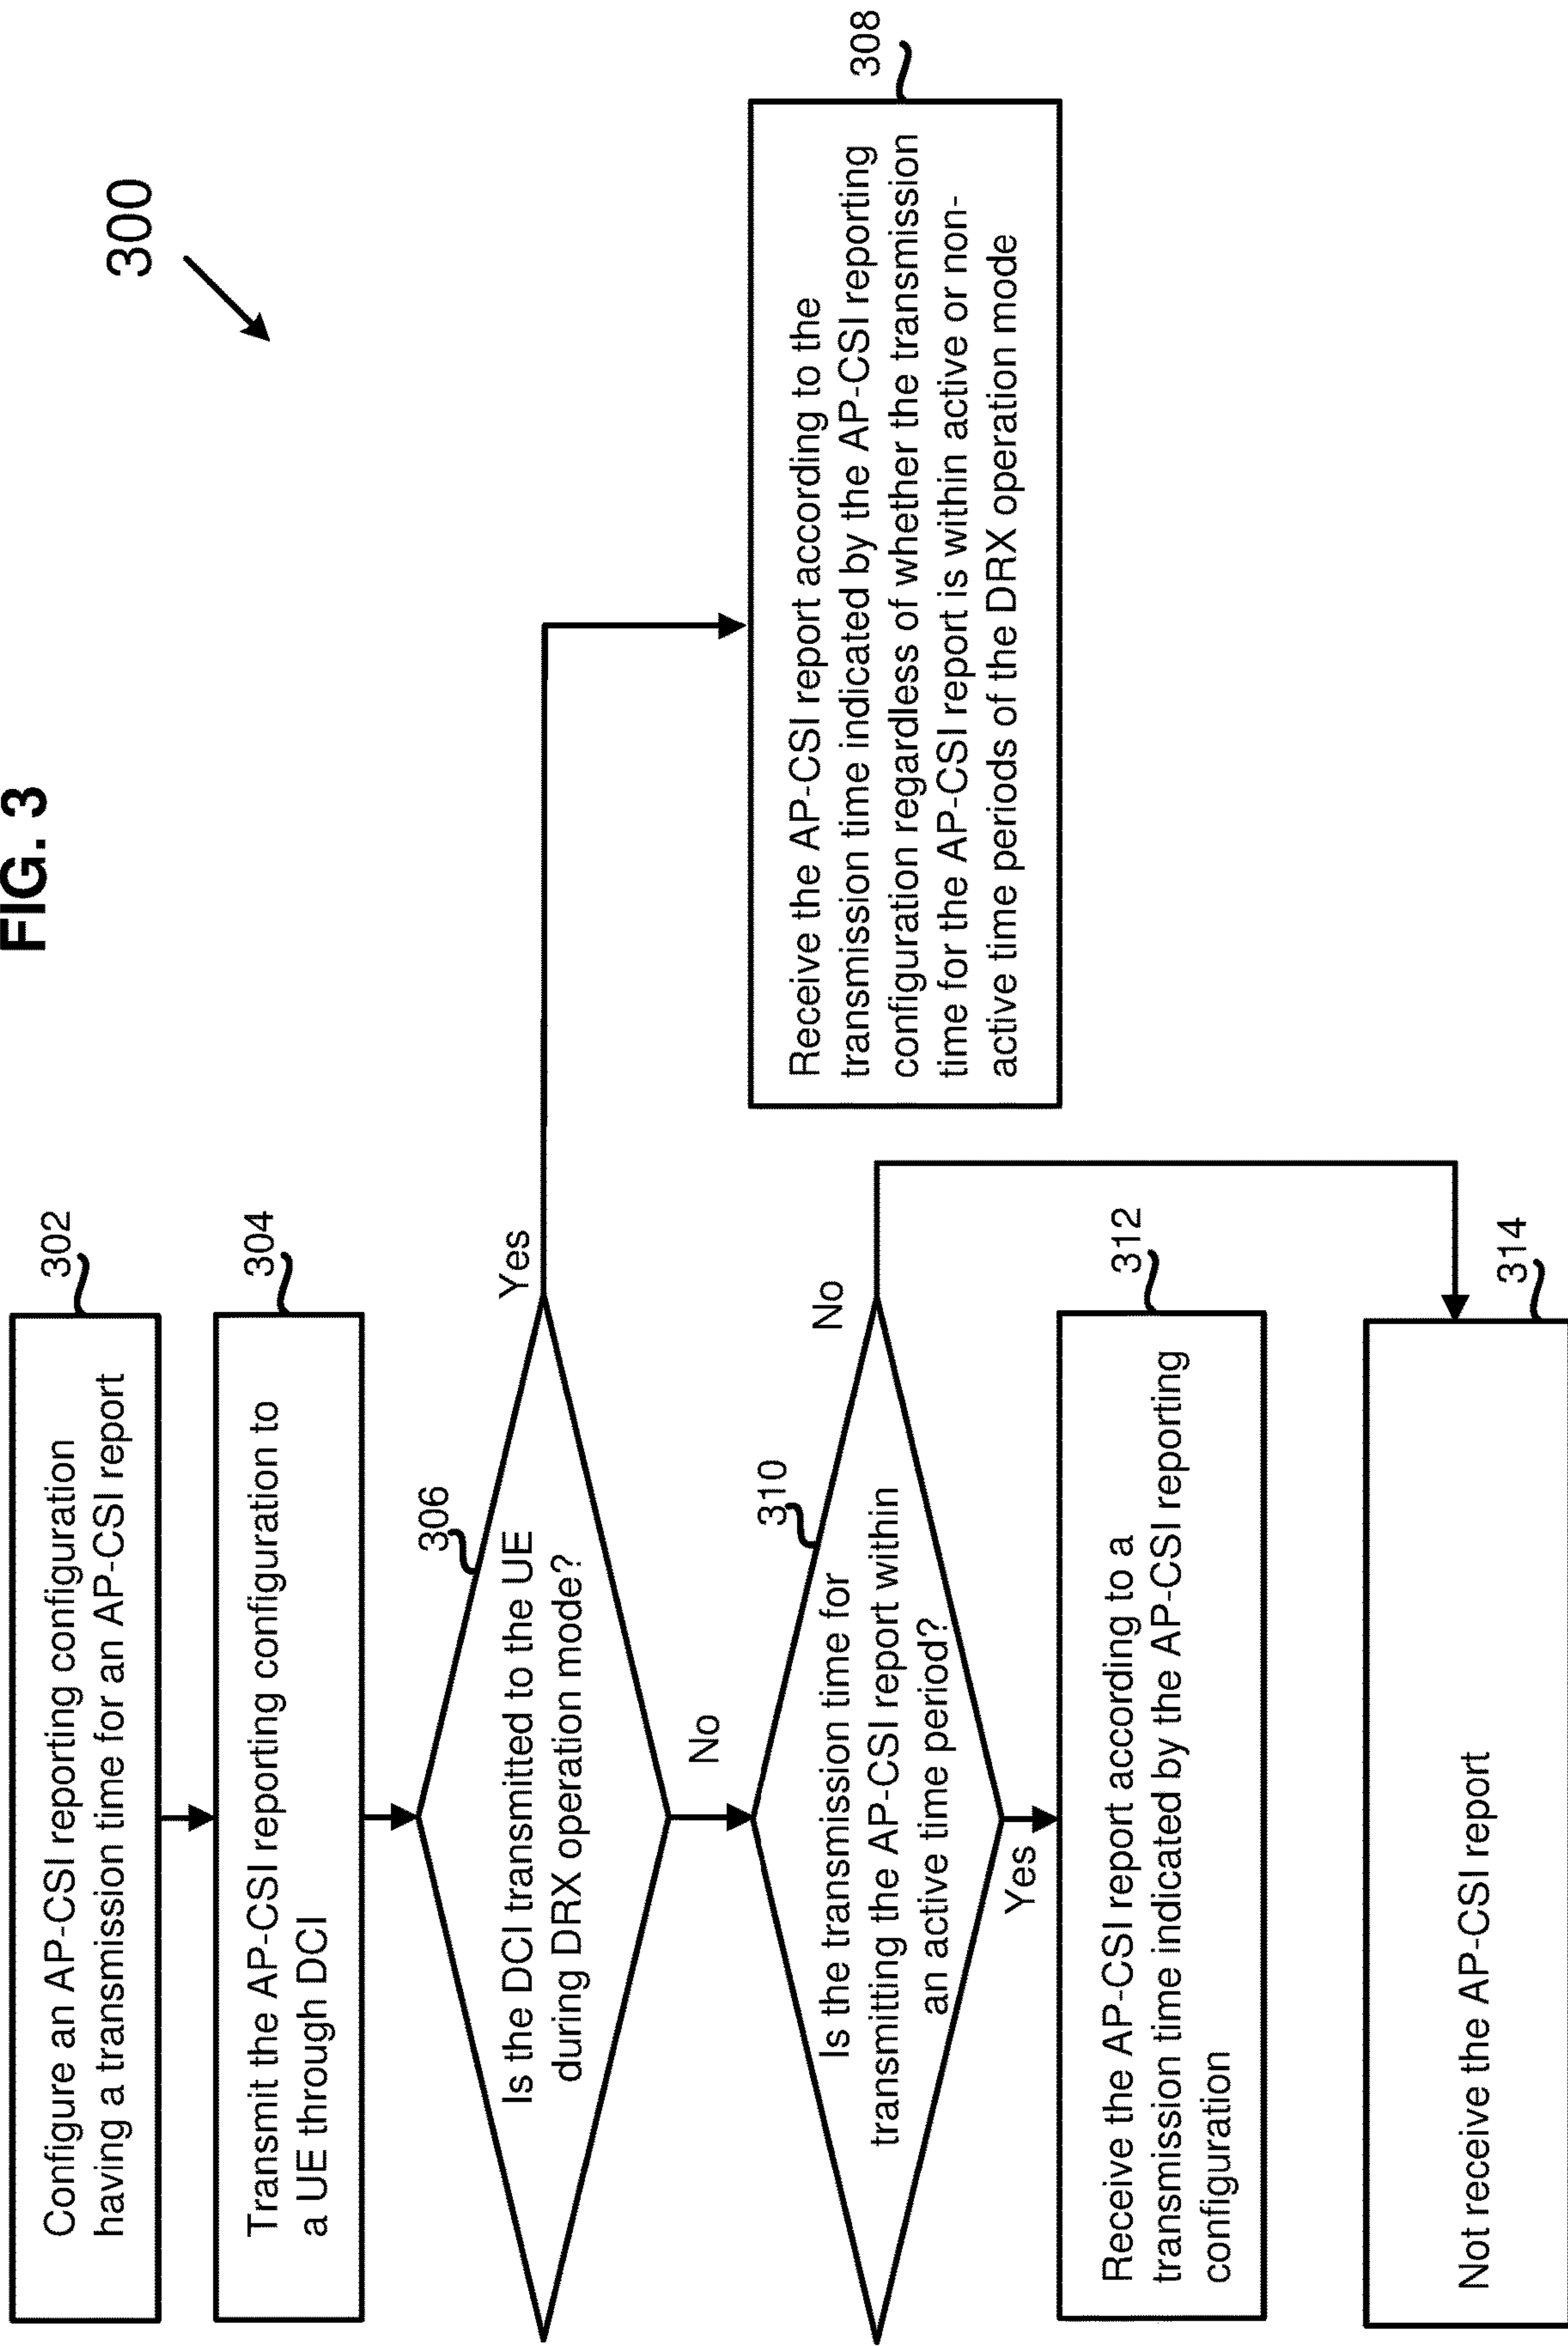 FIG. 3
300
302
Configure an AP-CSI reporting configuration
having a transmission time for an AP-CSI report
304
Transmit the AP-CSI reporting configuration to
a UE through DCI
306
Is the DCI transmitted to the UE
during DRX operation mode?
Yes
No
308
Receive the AP-CSI report according to the
transmission time indicated by the AP-CSI reporting
configuration regardless of whether the transmission
time for the AP-CSI report is within active or non-
active time periods of the DRX operation mode
310
Is the transmission time for
transmitting the AP-CSI report within
an active time period?
No
Yes
312
Receive the AP-CSI report according to a
transmission time indicated by the AP-CSI reporting
configuration
314
Not receive the AP-CSI report